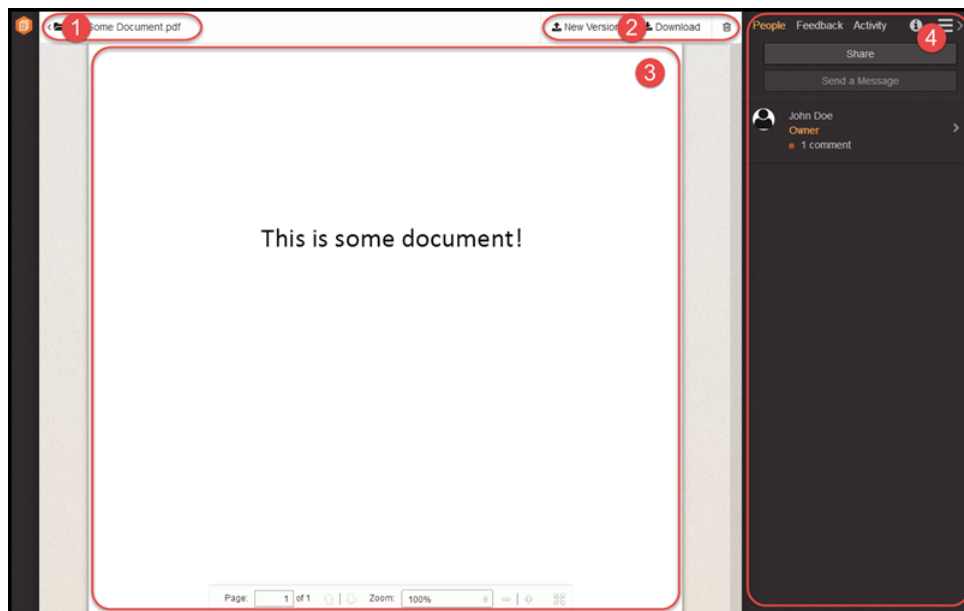 1
Some Document.pdf
New Version 2 Download
3
People Feedback Activity
4
Share
Send a Message
John Doe
Owner
1 comment
This is some document!
Page: 1 of 1 Zoom: 100%